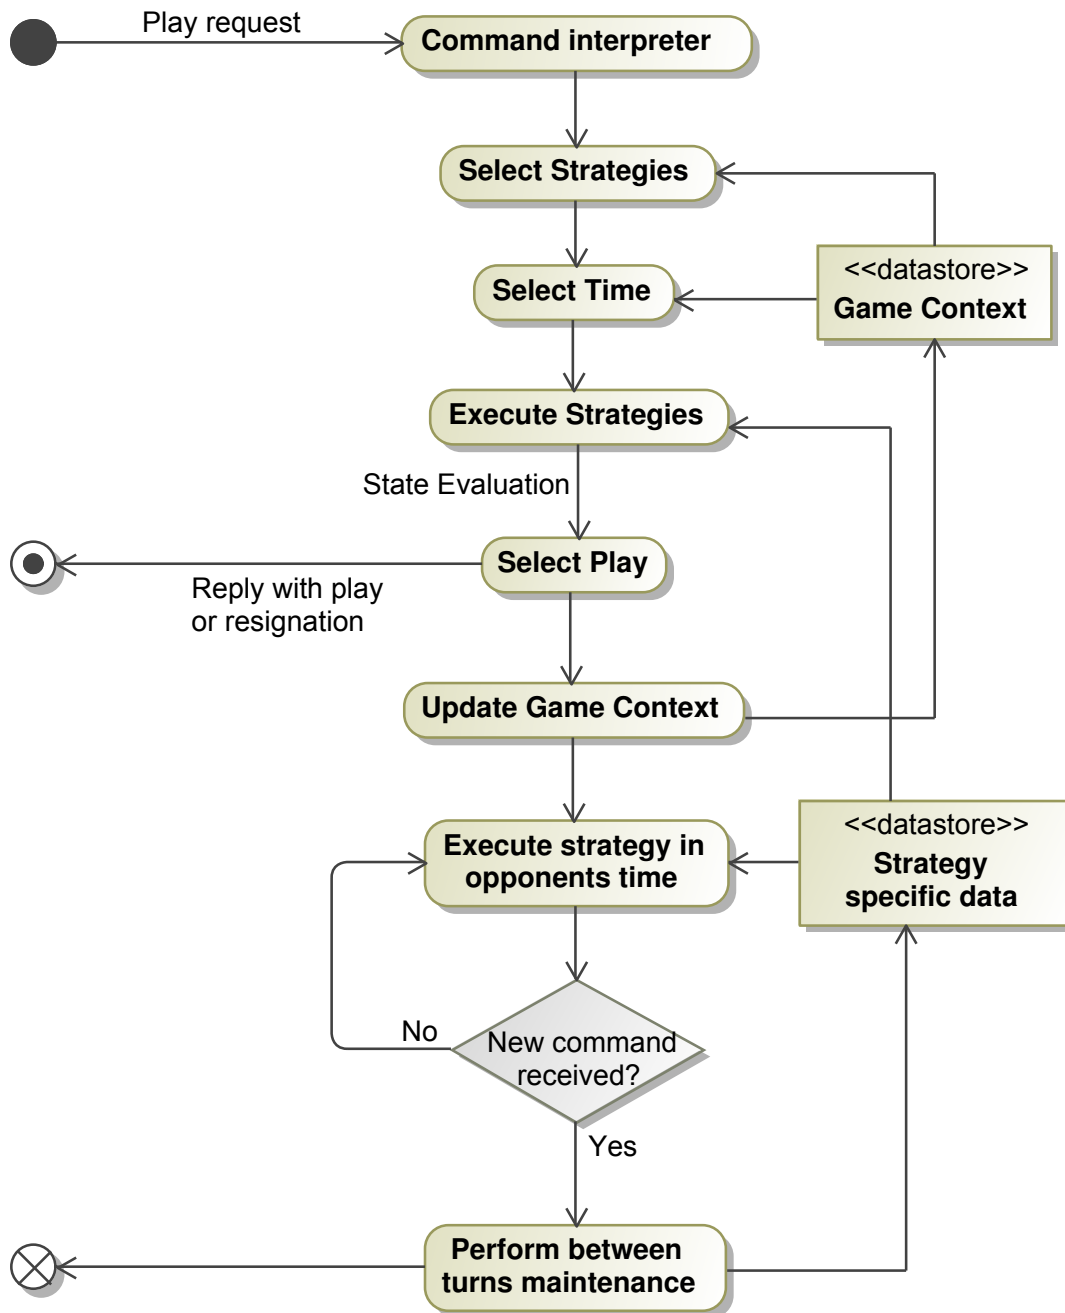 Play request
Command interpreter
Select Strategies
<<datastore>>
Game Context
Select Time
Execute Strategies
State Evaluation
Select Play
Reply with play
or resignation
Update Game Context
<<datastore>>
Strategy
specific data
Execute strategy in
opponents time
No
New command
received?
Yes
Perform between
turns maintenance